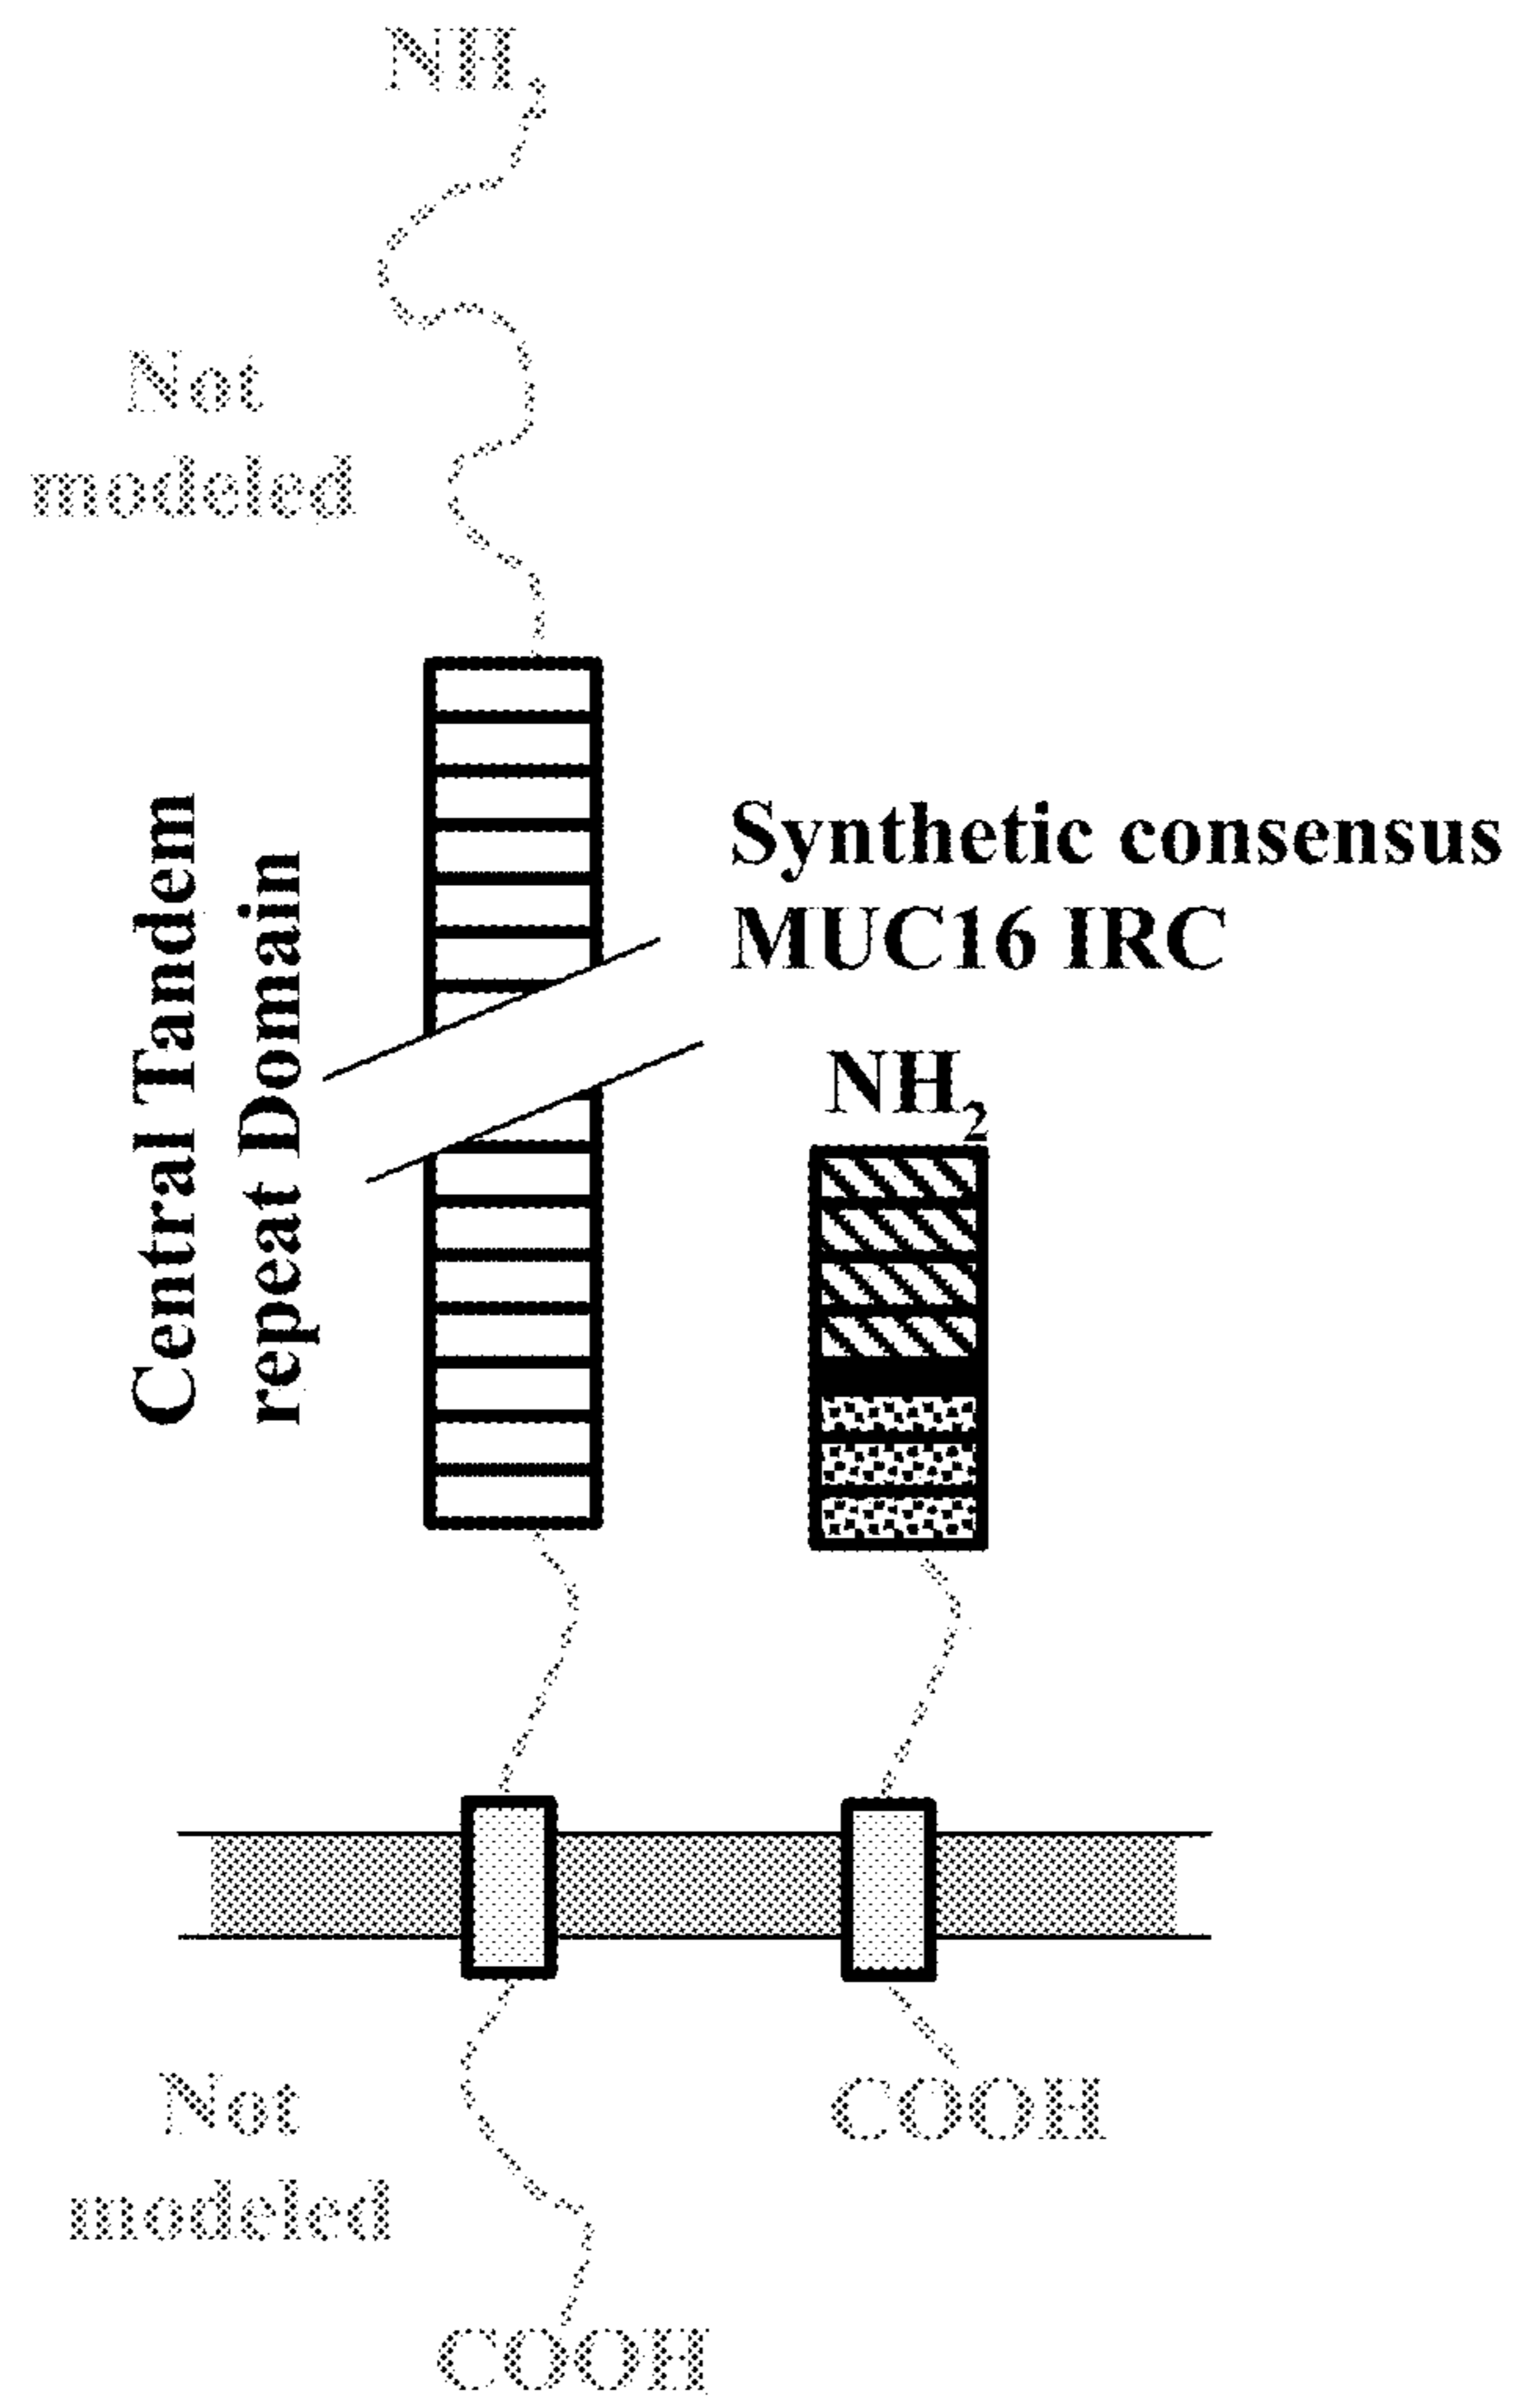 NH2
Not
modeled
Central Tandem
repeat Domain
Synthetic consensus
MUC16 IRC
NH2
Not
modeled
COOH
COOH